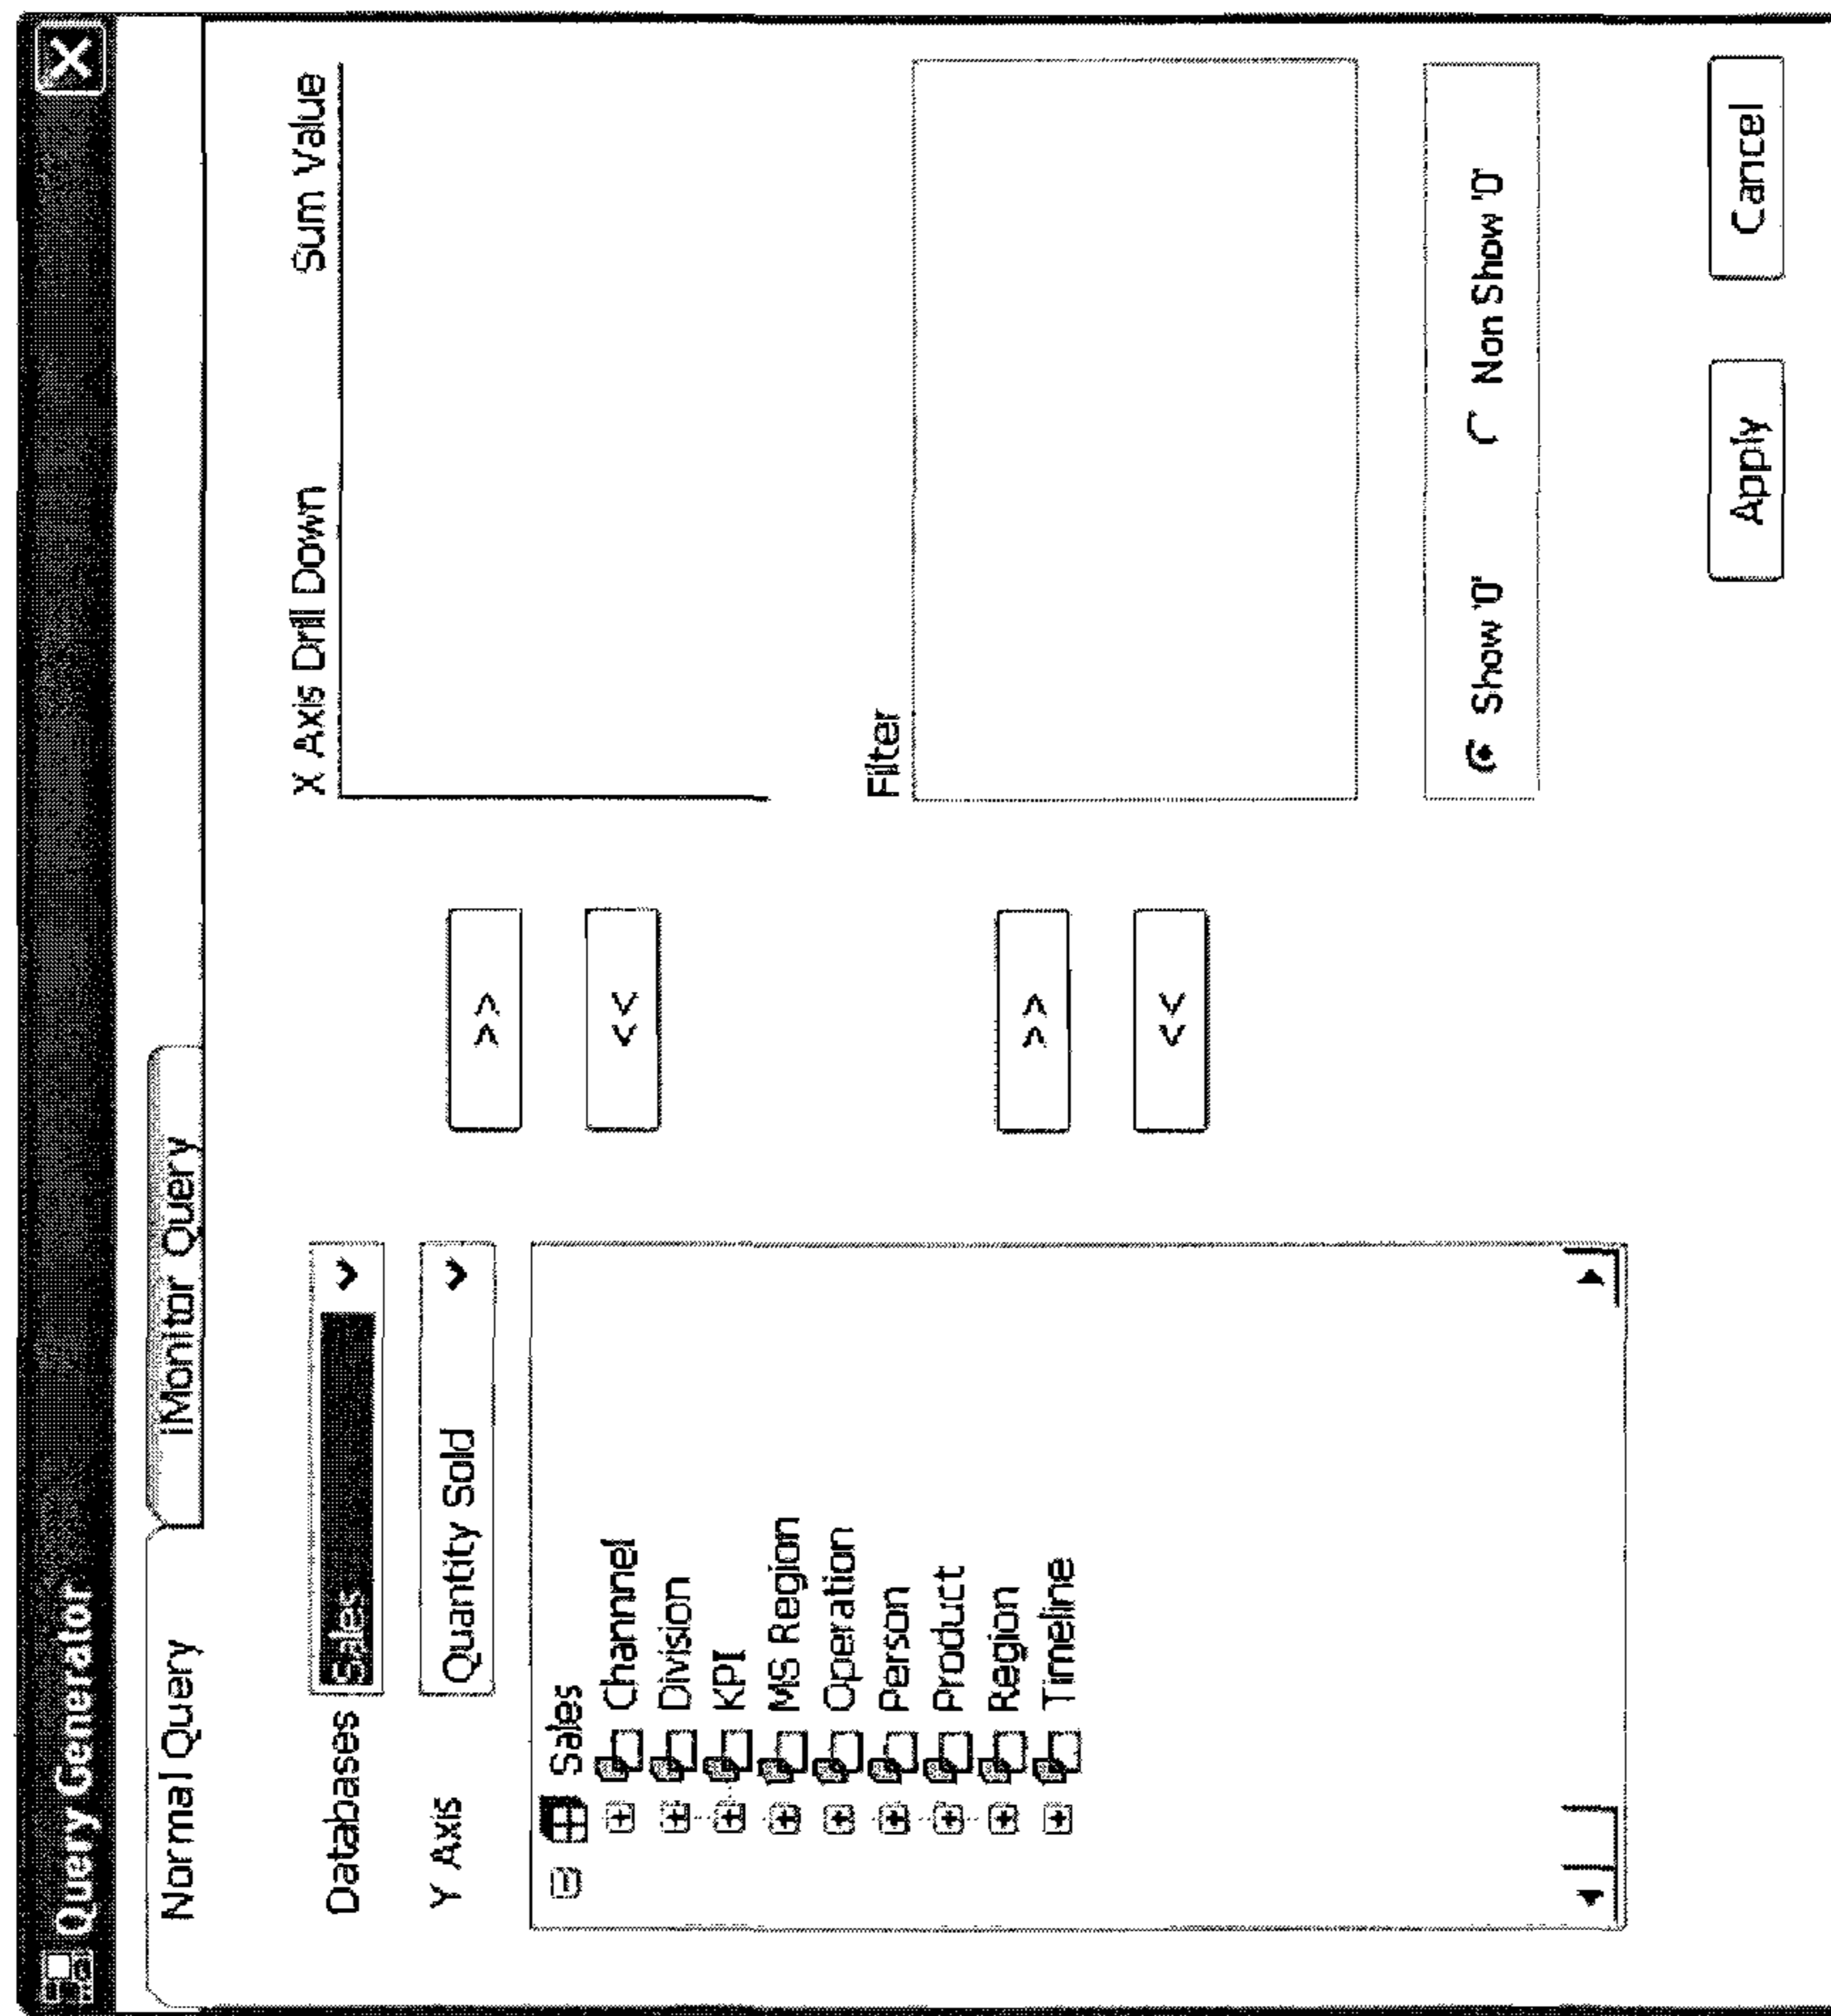 Query Generator
Normal Query iMonitor Query
Databases Sales
Y Axis Quantity Sold
Sales
Channel
Division
KPI
MS Region
Operation
Person
Product
Region
Timeline
>>
<<
>>
<<
X Axis Drill Down Sum Value
Filter
Show '0' Non Show '0'
Apply Cancel